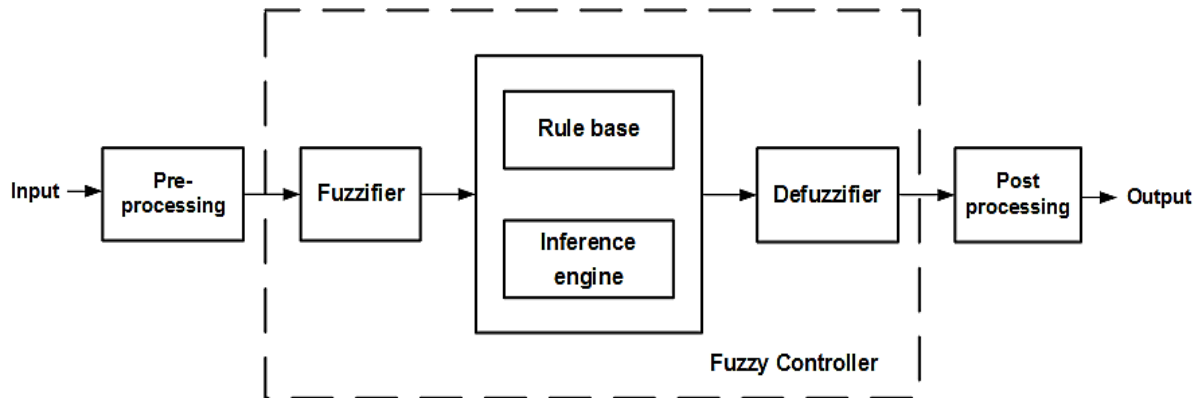 Input
Pre-
processing
Fuzzifier
Rule base
Inference
engine
Defuzzifier
Post
processing
Output
Fuzzy Controller